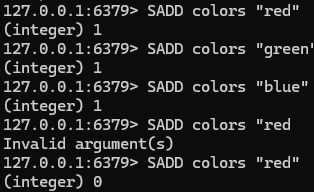 127.0.0.1:6379> SADD colors "red"
(integer) 1
127.0.0.1:6379> SADD colors "green"
(integer) 1
127.0.0.1:6379> SADD colors "blue"
(integer) 1
127.0.0.1:6379> SADD colors "red
Invalid argument(s)
127.0.0.1:6379> SADD colors "red"
(integer) 0